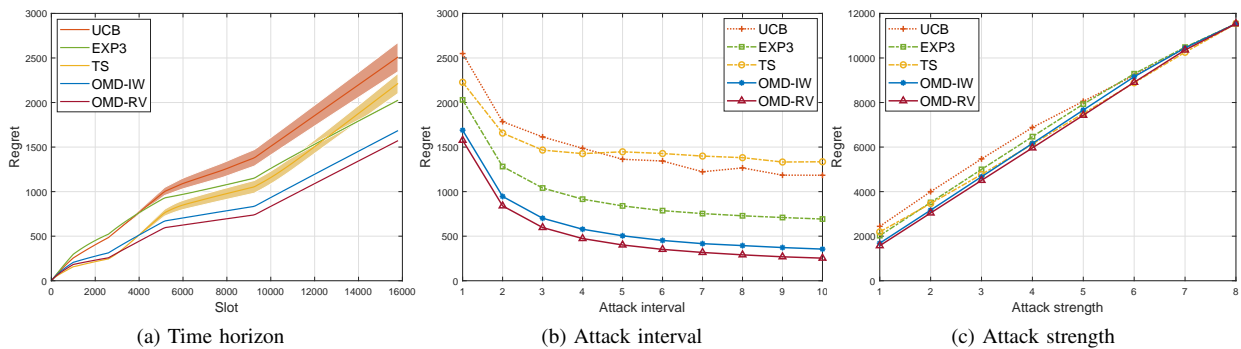 3000
2500
2000
1500
1000
500
0
Regret
UCB
EXP3
TS
OMD-IW
OMD-RV
0 2000 4000 6000 8000 10000 12000 14000 16000
Slot
(a) Time horizon
3000
2500
2000
1500
1000
500
0
Regret
UCB
EXP3
TS
OMD-IW
OMD-RV
1 2 3 4 5 6 7 8 9 10
Attack interval
(b) Attack interval
12000
10000
8000
6000
4000
2000
0
Regret
UCB
EXP3
TS
OMD-IW
OMD-RV
1 2 3 4 5 6 7 8
Attack strength
(c) Attack strength